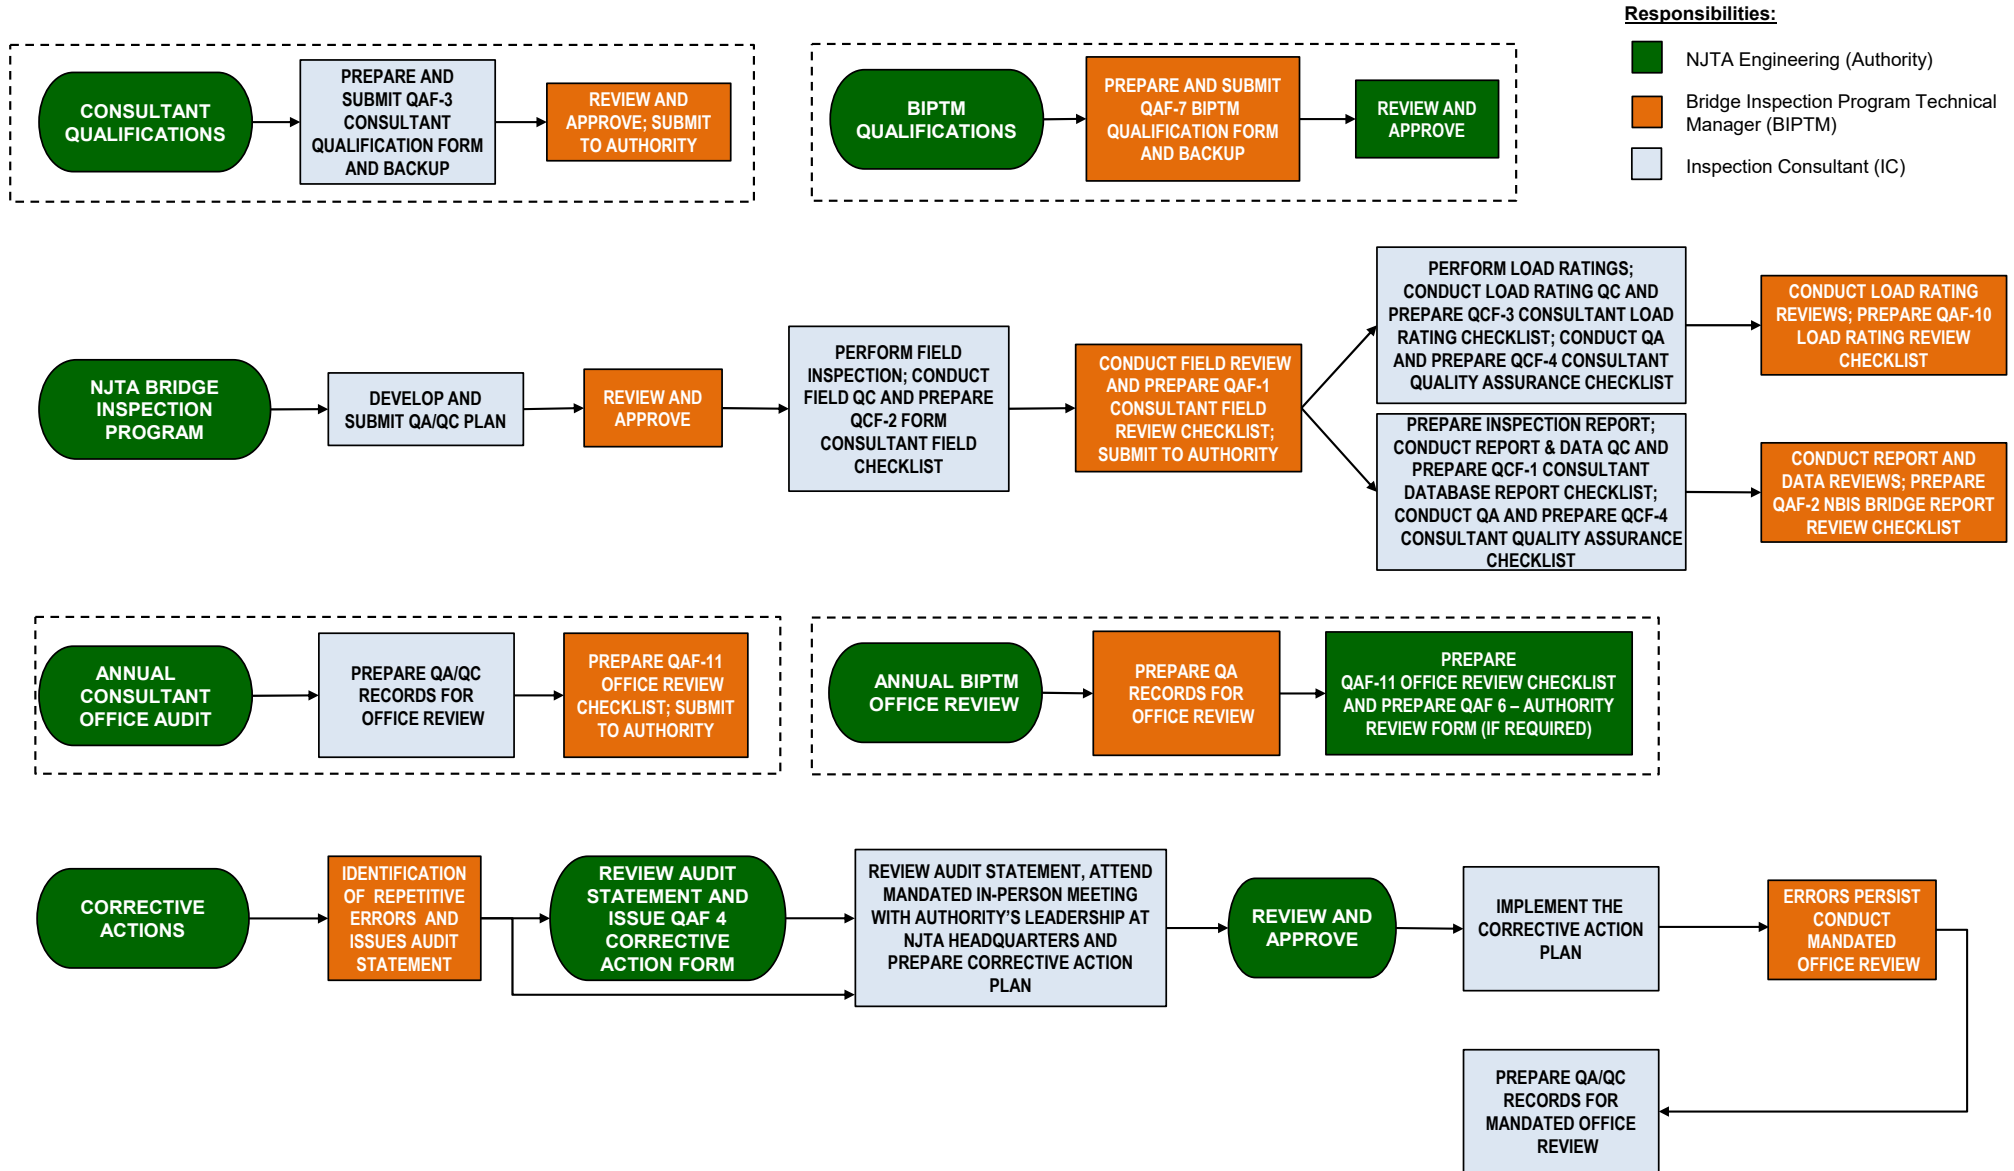 Responsibilities:
NJTA Engineering (Authority)
Bridge Inspection Program Technical
Manager (BIPTM)
Inspection Consultant (IC)
CONSULTANT
QUALIFICATIONS
PREPARE AND
SUBMIT QAF-3
CONSULTANT
QUALIFICATION FORM
AND BACKUP
REVIEW AND
APPROVE; SUBMIT
TO AUTHORITY
BIPTM
QUALIFICATIONS
PREPARE AND SUBMIT
QAF-7 BIPTM
QUALIFICATION FORM
AND BACKUP
REVIEW AND
APPROVE
NJTA BRIDGE
INSPECTION
PROGRAM
DEVELOP AND
SUBMIT QA/QC PLAN
REVIEW AND
APPROVE
PERFORM FIELD
INSPECTION; CONDUCT
FIELD QC AND PREPARE
QCF-2 FORM
CONSULTANT FIELD
CHECKLIST
CONDUCT FIELD REVIEW
AND PREPARE QAF-1
CONSULTANT FIELD
REVIEW CHECKLIST;
SUBMIT TO AUTHORITY
PERFORM LOAD RATINGS;
CONDUCT LOAD RATING QC AND
PREPARE QCF-3 CONSULTANT LOAD
RATING CHECKLIST; CONDUCT QA
AND PREPARE QCF-4 CONSULTANT
QUALITY ASSURANCE CHECKLIST
CONDUCT LOAD RATING
REVIEWS; PREPARE QAF-10
LOAD RATING REVIEW
CHECKLIST
PREPARE INSPECTION REPORT;
CONDUCT REPORT & DATA QC AND
PREPARE QCF-1 CONSULTANT
DATABASE REPORT CHECKLIST;
CONDUCT QA AND PREPARE QCF-4
CONSULTANT QUALITY ASSURANCE
CHECKLIST
CONDUCT REPORT AND
DATA REVIEWS; PREPARE
QAF-2 NBIS BRIDGE REPORT
REVIEW CHECKLIST
ANNUAL
CONSULTANT
OFFICE AUDIT
PREPARE QA/QC
RECORDS FOR
OFFICE REVIEW
PREPARE QAF-11
OFFICE REVIEW
CHECKLIST; SUBMIT
TO AUTHORITY
ANNUAL BIPTM
OFFICE REVIEW
PREPARE QA
RECORDS FOR
OFFICE REVIEW
PREPARE
QAF-11 OFFICE REVIEW CHECKLIST
AND PREPARE QAF 6 – AUTHORITY
REVIEW FORM (IF REQUIRED)
CORRECTIVE
ACTIONS
IDENTIFICATION
OF REPETITIVE
ERRORS AND
ISSUES AUDIT
STATEMENT
REVIEW AUDIT
STATEMENT AND
ISSUE QAF 4
CORRECTIVE
ACTION FORM
REVIEW AUDIT STATEMENT, ATTEND
MANDATED IN-PERSON MEETING
WITH AUTHORITY’S LEADERSHIP AT
NJTA HEADQUARTERS AND
PREPARE CORRECTIVE ACTION
PLAN
REVIEW AND
APPROVE
IMPLEMENT THE
CORRECTIVE ACTION
PLAN
ERRORS PERSIST
CONDUCT
MANDATED
OFFICE REVIEW
PREPARE QA/QC
RECORDS FOR
MANDATED OFFICE
REVIEW